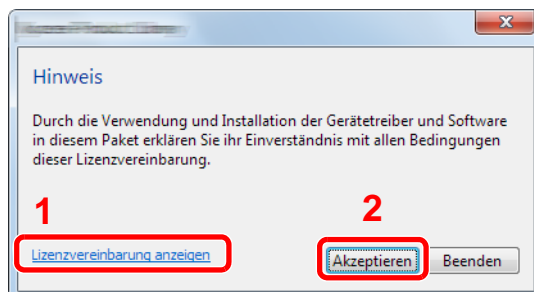 Hinweis
Durch die Verwendung und Installation der Gerätetreiber und Software
in diesem Paket erklären Sie ihr Einverständnis mit allen Bedingungen
dieser Lizenzvereinbarung.
1
2
Lizenzvereinbarung anzeigen
Akzeptieren
Beenden